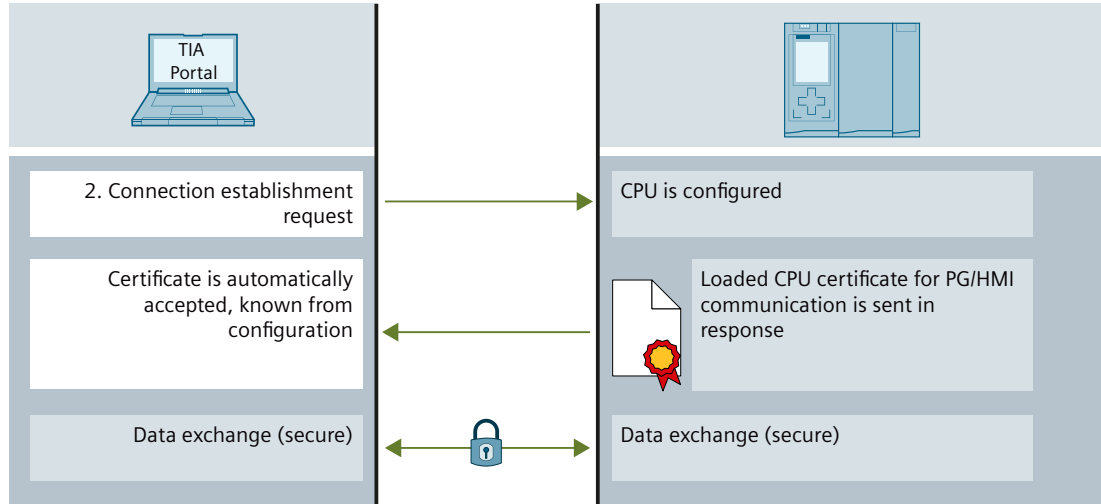 TIA
Portal
2. Connection establishment
request
CPU is configured
Certificate is automatically
accepted, known from
configuration
Loaded CPU certificate for PG/HMI
communication is sent in
response
Data exchange (secure)
Data exchange (secure)